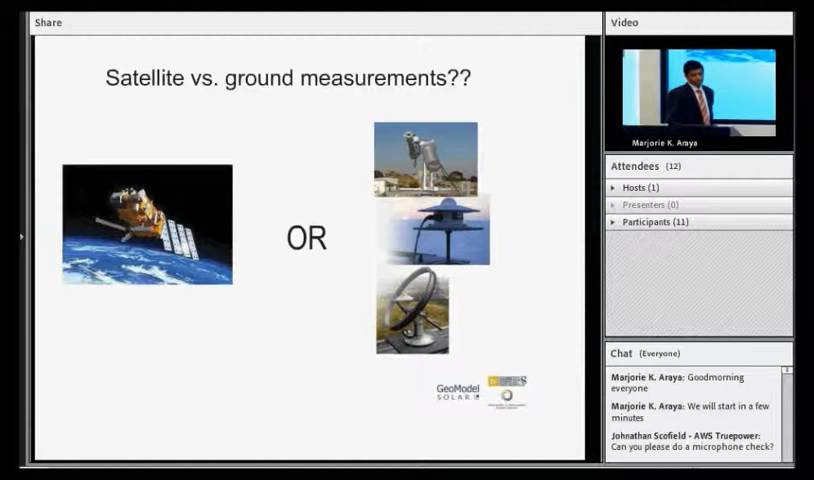 Share
Satellite vs. ground measurements??
OR
GeoModel
SOLAR
Video
Marjorie K. Araya
Attendees (12)
Hosts (1)
Presenters (0)
Participants (11)
Chat (Everyone)
Marjorie K. Araya: Goodmorning
everyone
Marjorie K. Araya: We will start in a few
minutes
Johnathan Scofield - AWS Truepower:
Can you please do a microphone check?